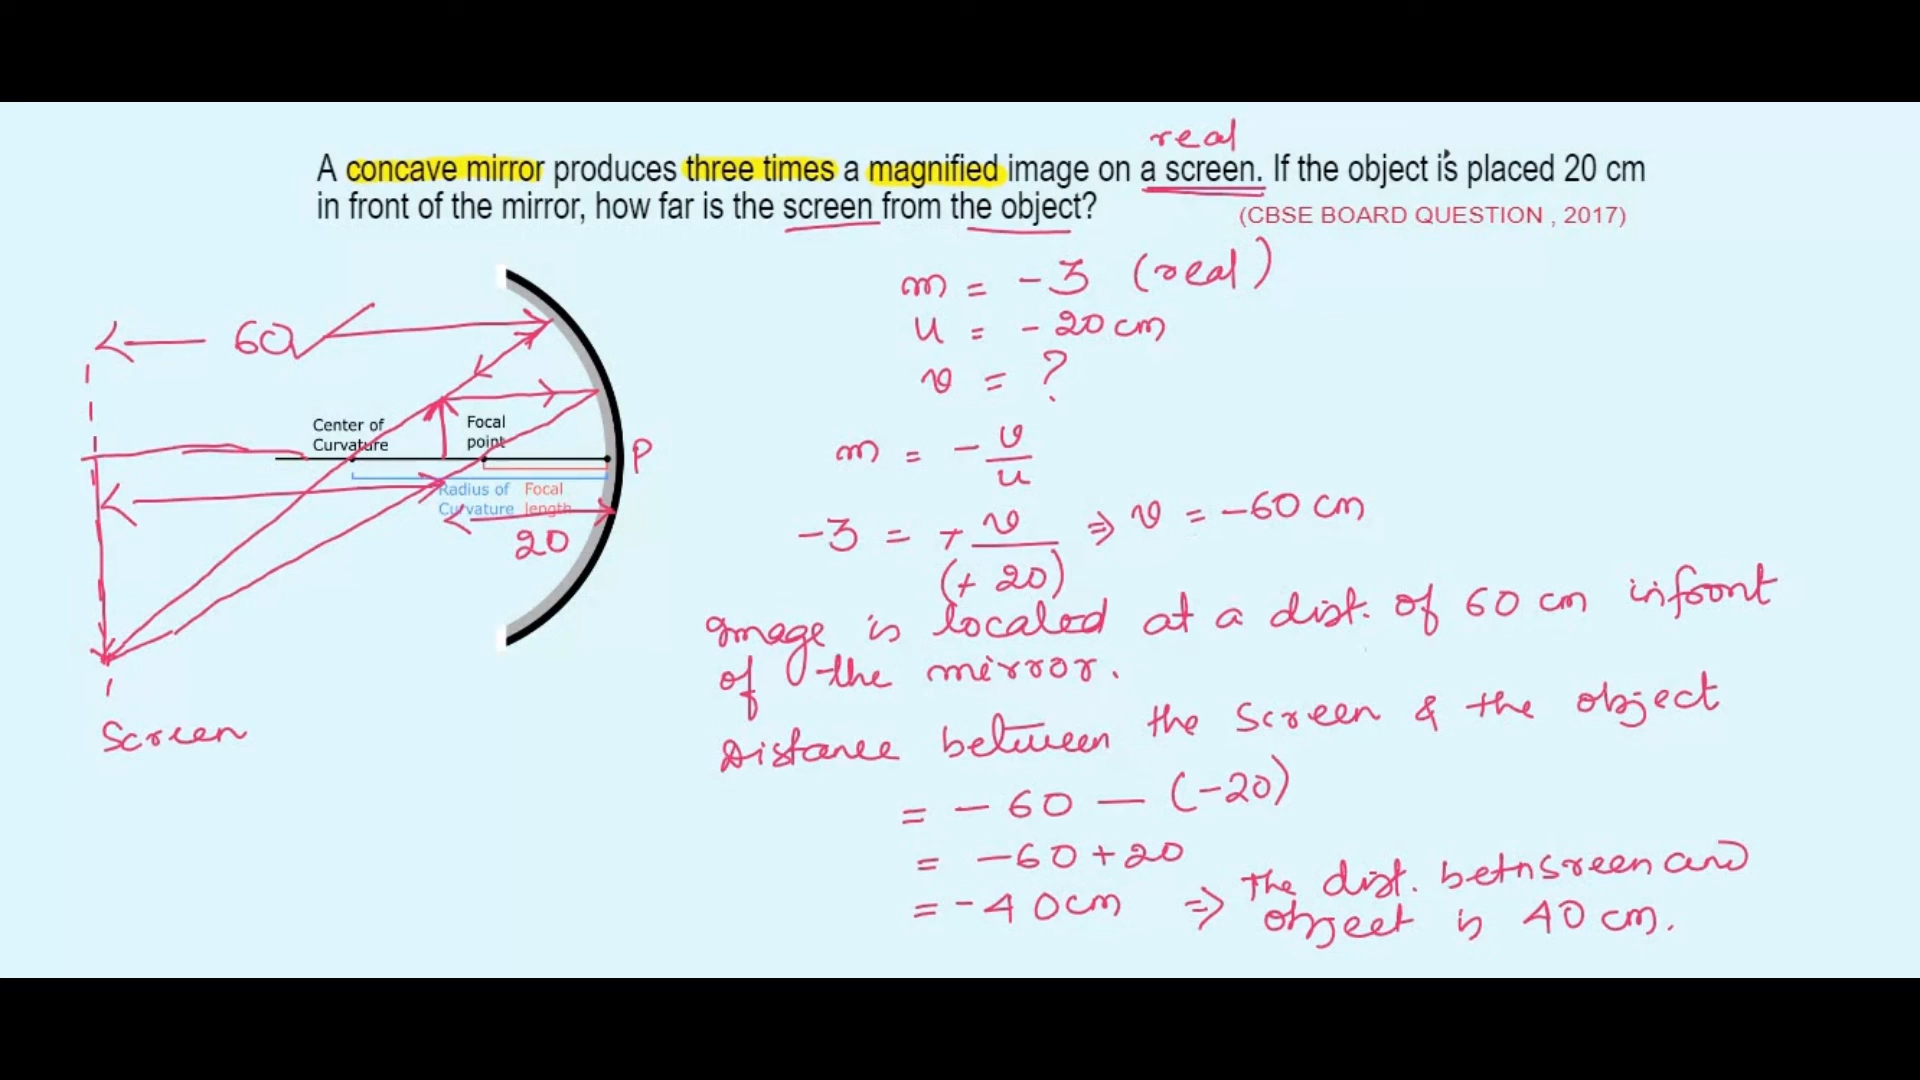 real
A concave mirror produces three times a magnified image on a screen. If the object is placed 20 cm
in front of the mirror, how far is the screen from the object?
(CBSE BOARD QUESTION , 2017)
m = -3 (real)
u = -20 cm
v = ?
m = -v/u
-3 = +v/(+20) ⇒ v = -60 cm
Image is located at a dist. of 60 cm infront
of the mirror.
Distance between the screen & the object
= -60 - (-20)
= -60+20
= -40cm ⇒ The dist. betn screen and
object is 40 cm.
60
Center of
Curvature
Focal
point
P
Radius of
Curvature
Focal
length
20
Screen